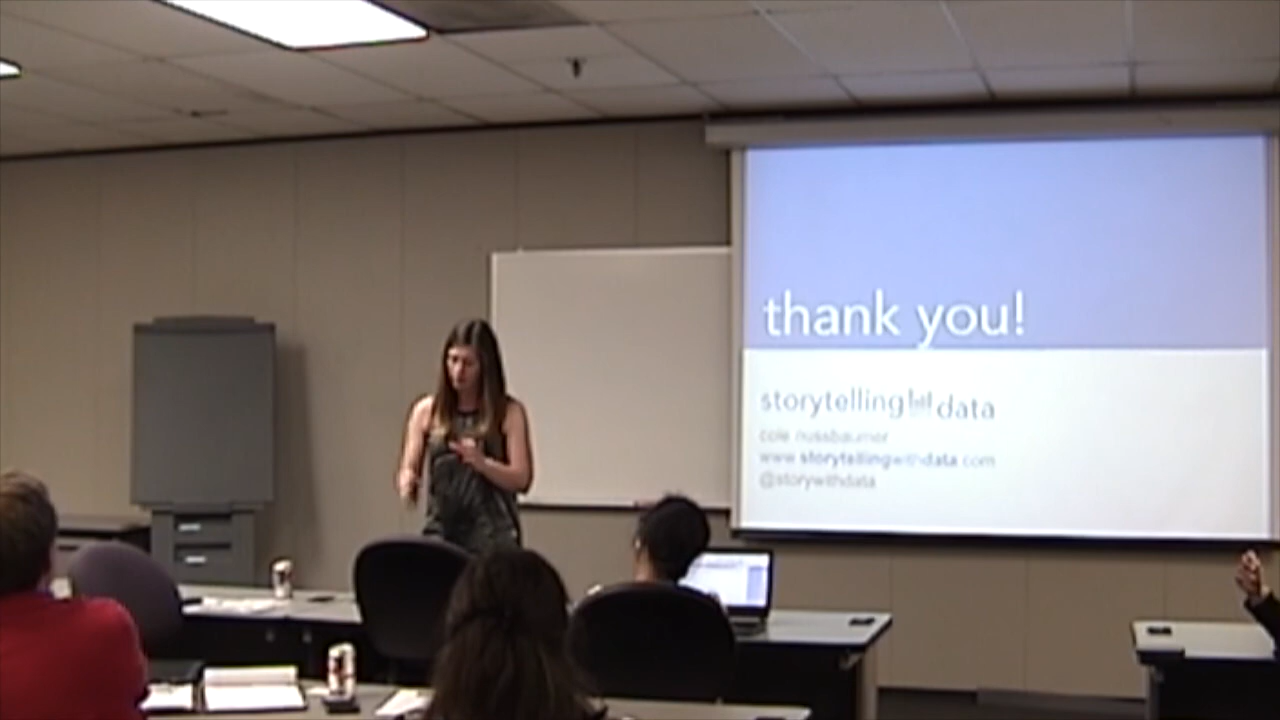 thank you!
storytelling data
cole nussbaumer
www.storytellingwithdata.com
@storywithdata